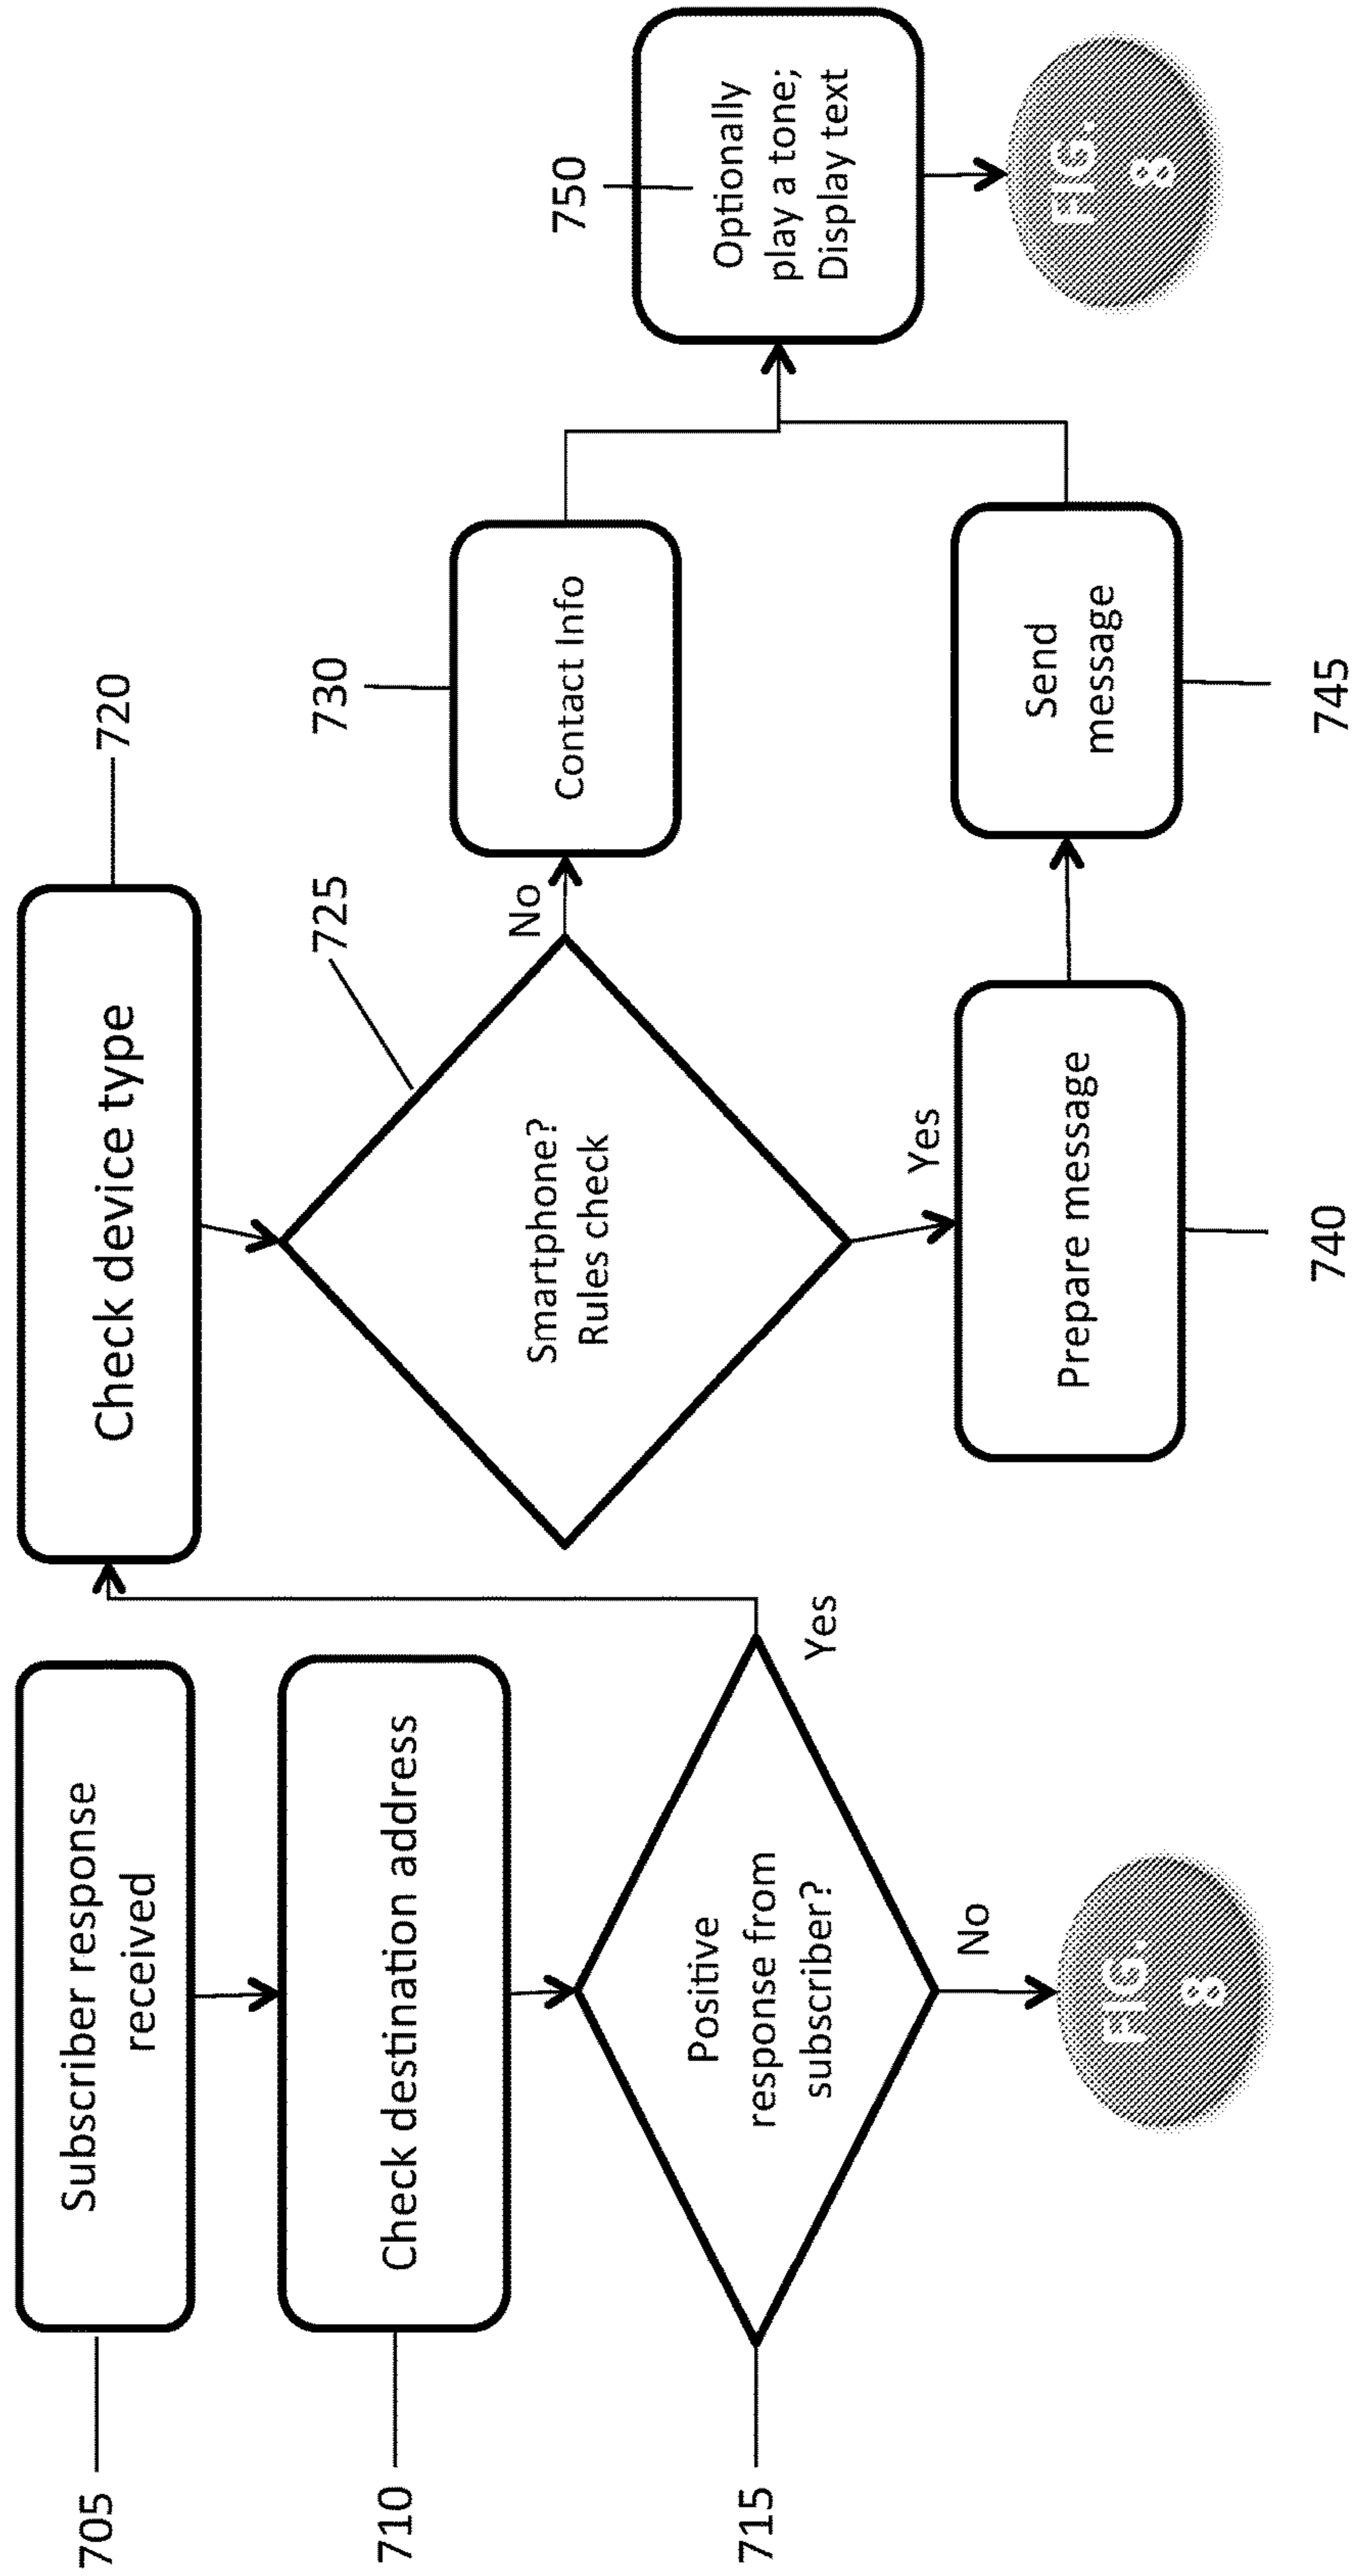 705
Subscriber response
received
710
Check destination address
715
Positive
response from
subscriber?
Yes
No
FIG.
8
720
Check device type
725
Smartphone?
Rules check
No
Yes
730
Contact Info
740
Prepare message
745
Send
message
750
Optionally
play a tone;
Display text
FIG.
8